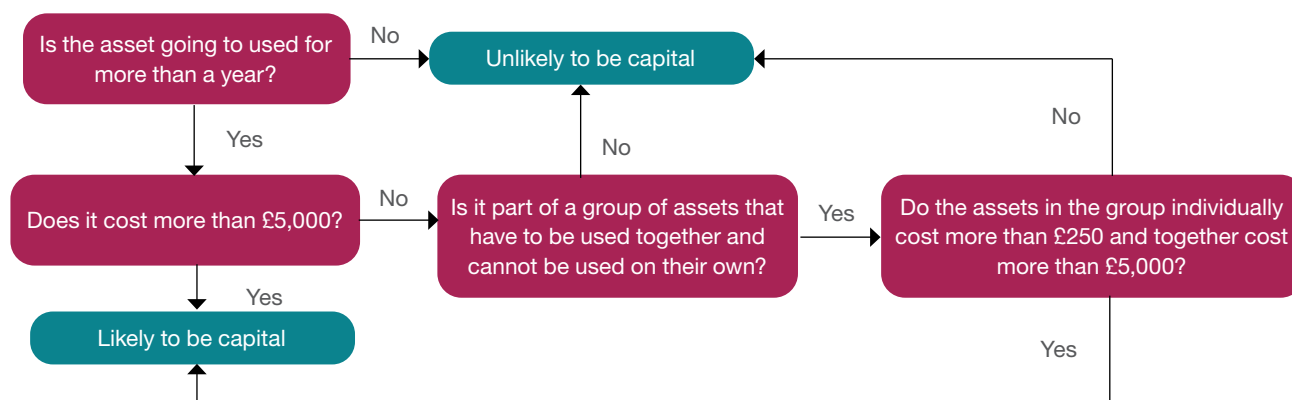 Is the asset going to used for
more than a year?
No
Unlikely to be capital
Yes
No
No
Does it cost more than £5,000?
No
Is it part of a group of assets that
have to be used together and
cannot be used on their own?
Yes
Do the assets in the group individually
cost more than £250 and together cost
more than £5,000?
Yes
Likely to be capital
Yes